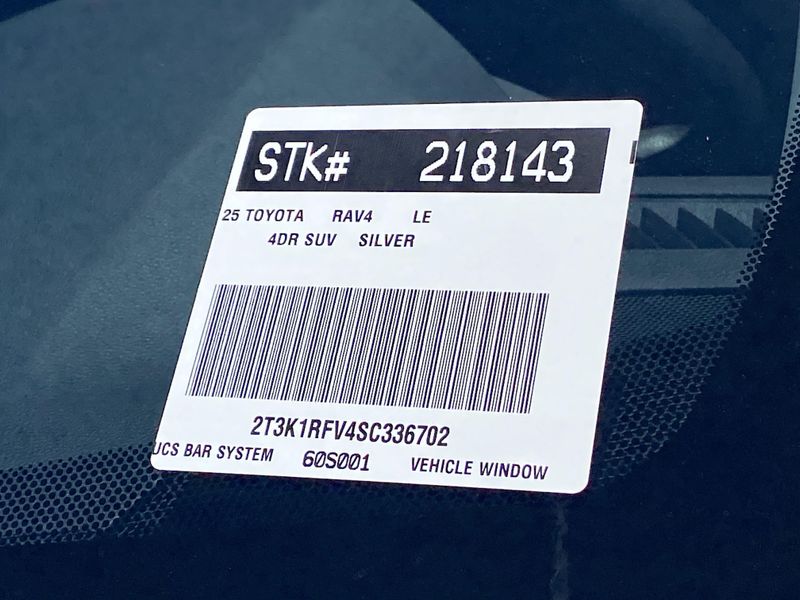 STK# 218143
25 TOYOTA RAV4 LE
4DR SUV SILVER
2T3K1RFV4SC336702
UCS BAR SYSTEM 60S001 VEHICLE WINDOW